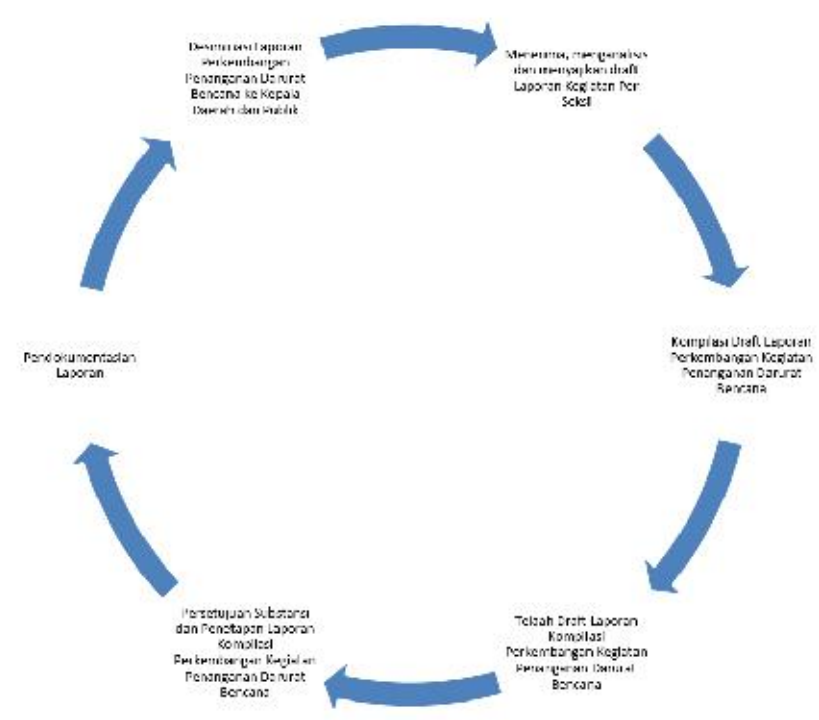 Desiminasi Laporan
Perkembangan
Penanganan Darurat
Bencana ke Kepala
Daerah dan Publik
Menerima, menganalisis
dan menyajikan draft
Laporan Kegiatan Per
Seksi
Kompilasi Draft Laporan
Perkembangan Kegiatan
Penanganan Darurat
Bencana
Telaah Draft Laporan
Kompilasi
Perkembangan Kegiatan
Penanganan Darurat
Bencana
Persetujuan Substansi
dan Penetapan Laporan
Kompilasi
Perkembangan Kegiatan
Penanganan Darurat
Bencana
Pendokumentasian
Laporan